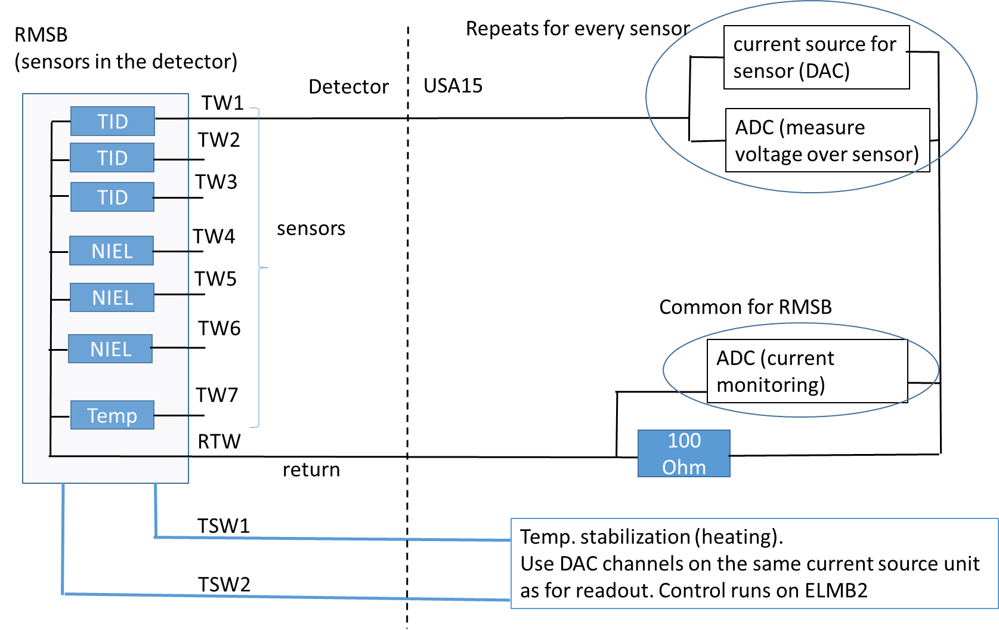 RMSB
(sensors in the detector)
Repeats for every sensor
current source for
sensor (DAC)
Detector
USA15
TID
TW1
TID
TW2
ADC (measure
voltage over sensor)
TID
TW3
sensors
NIEL
TW4
NIEL
TW5
NIEL
TW6
Common for RMSB
ADC (current
monitoring)
Temp
TW7
RTW
return
100
Ohm
TSW1
TSW2
Temp. stabilization (heating).
Use DAC channels on the same current source unit
as for readout. Control runs on ELMB2